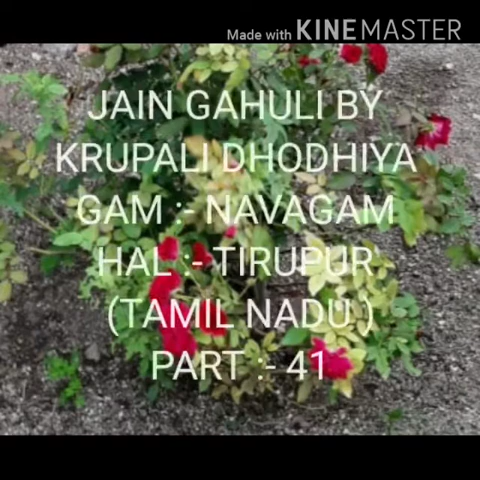 Made with KINEMASTER
JAIN GAHULI BY
KRUPALI DHODHIYA
GAM :- NAVAGAM
HAL :- TIRUPUR
(TAMIL NADU )
PART :- 41